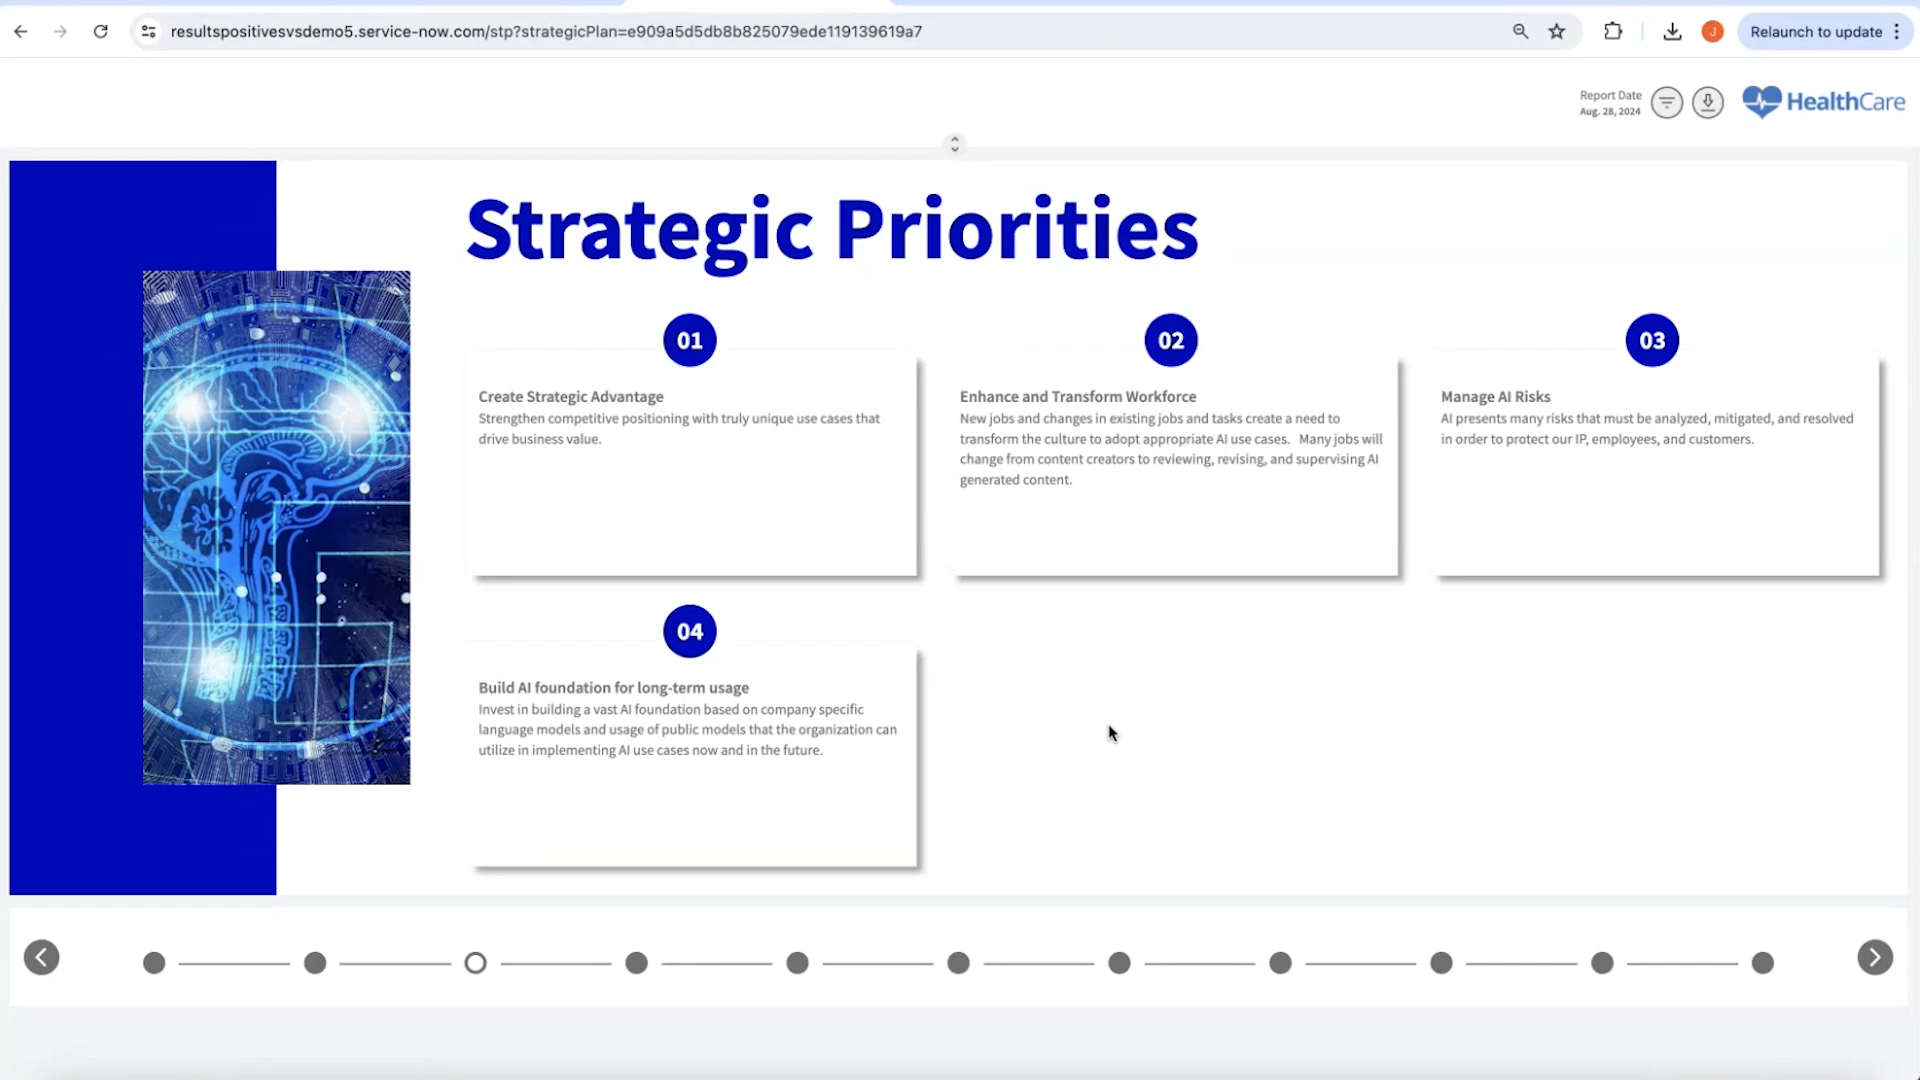 resultspositivesvsdemo5.service-now.com/stp?strategicPlan=e909a5d5db8b825079ede119139619a7
J
Relaunch to update
Report Date
Aug. 28, 2024
HealthCare
Strategic Priorities
01
Create Strategic Advantage
Strengthen competitive positioning with truly unique use cases that
drive business value.
02
Enhance and Transform Workforce
New jobs and changes in existing jobs and tasks create a need to
transform the culture to adopt appropriate AI use cases. Many jobs will
change from content creators to reviewing, revising, and supervising AI
generated content.
03
Manage AI Risks
AI presents many risks that must be analyzed, mitigated, and resolved
in order to protect our IP, employees, and customers.
04
Build AI foundation for long-term usage
Invest in building a vast AI foundation based on company specific
language models and usage of public models that the organization can
utilize in implementing AI use cases now and in the future.